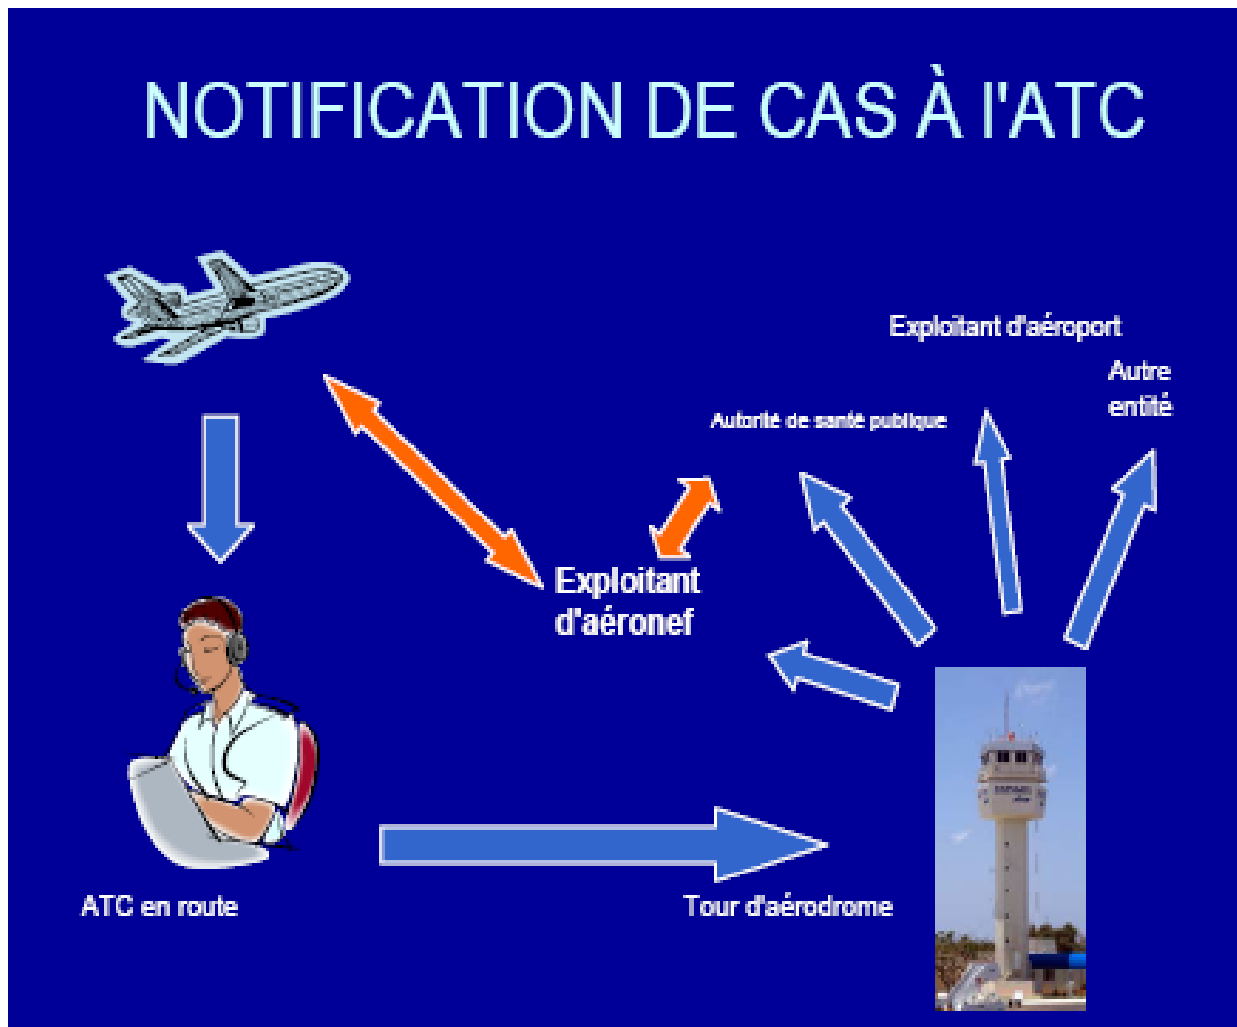 NOTIFICATION DE CAS À l'ATC
Exploitant d'aéroport
Autre
entité
Autorité de santé publique
Exploitant
d'aéronef
ATC en route
Tour d'aérodrome